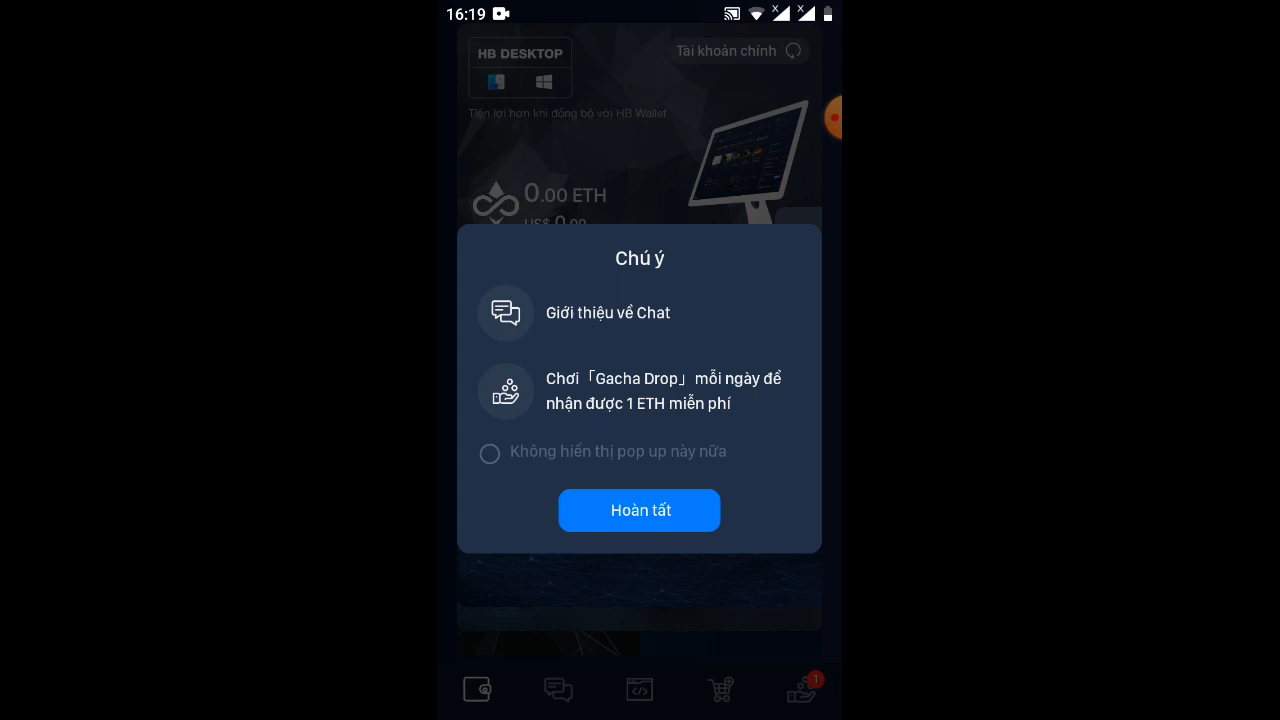 16:19
HB DESKTOP
Tài khoản chính
Tiện lợi hơn khi đồng bộ với HB Wallet
0.00 ETH
US$ 0.00
Chú ý
Giới thiệu về Chat
Chơi「Gacha Drop」mỗi ngày để
nhận được 1 ETH miễn phí
Không hiển thị pop up này nữa
Hoàn tất
1